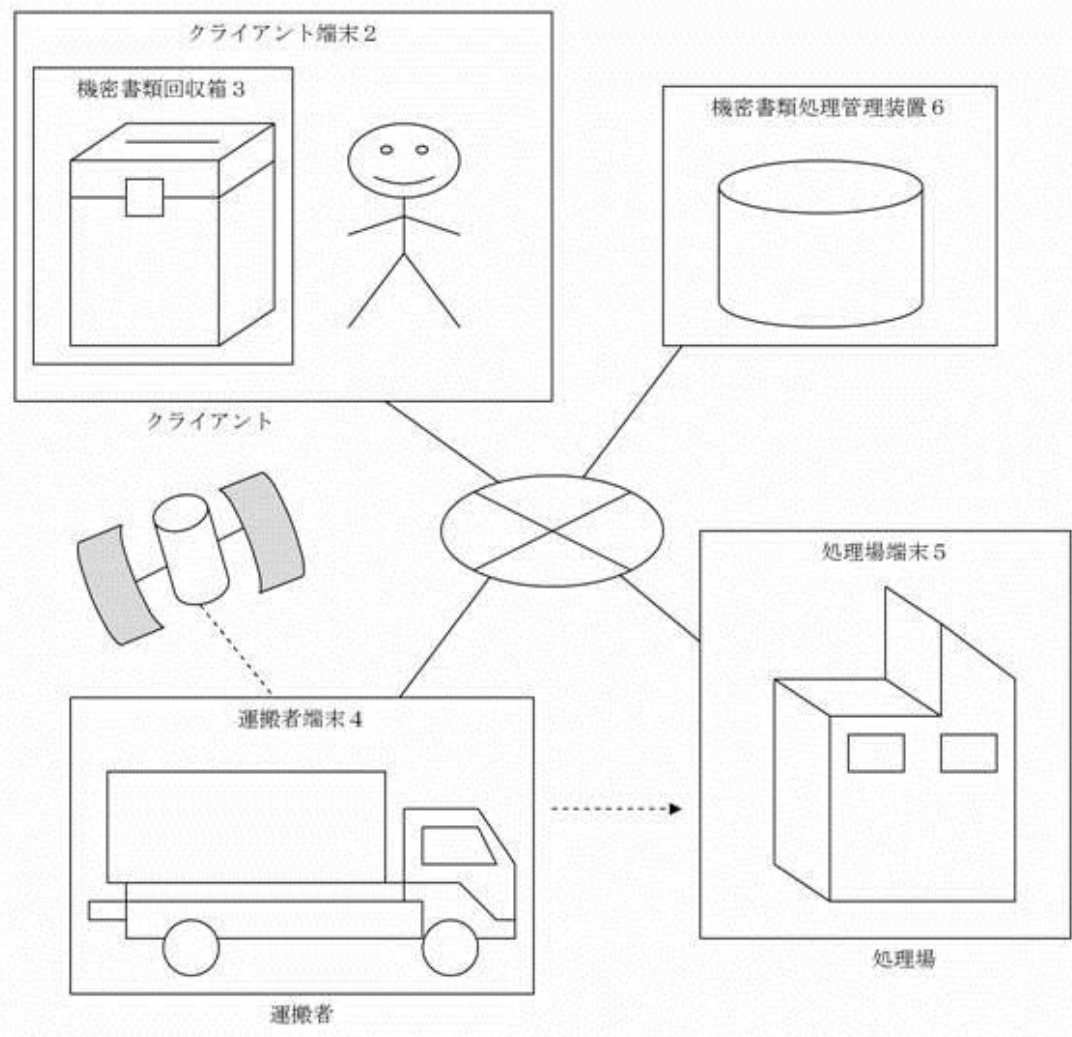 クライアント端末2
機密書類回収箱3
機密書類処理管理装置6
クライアント
処理場端末5
運搬者端末4
処理場
運搬者